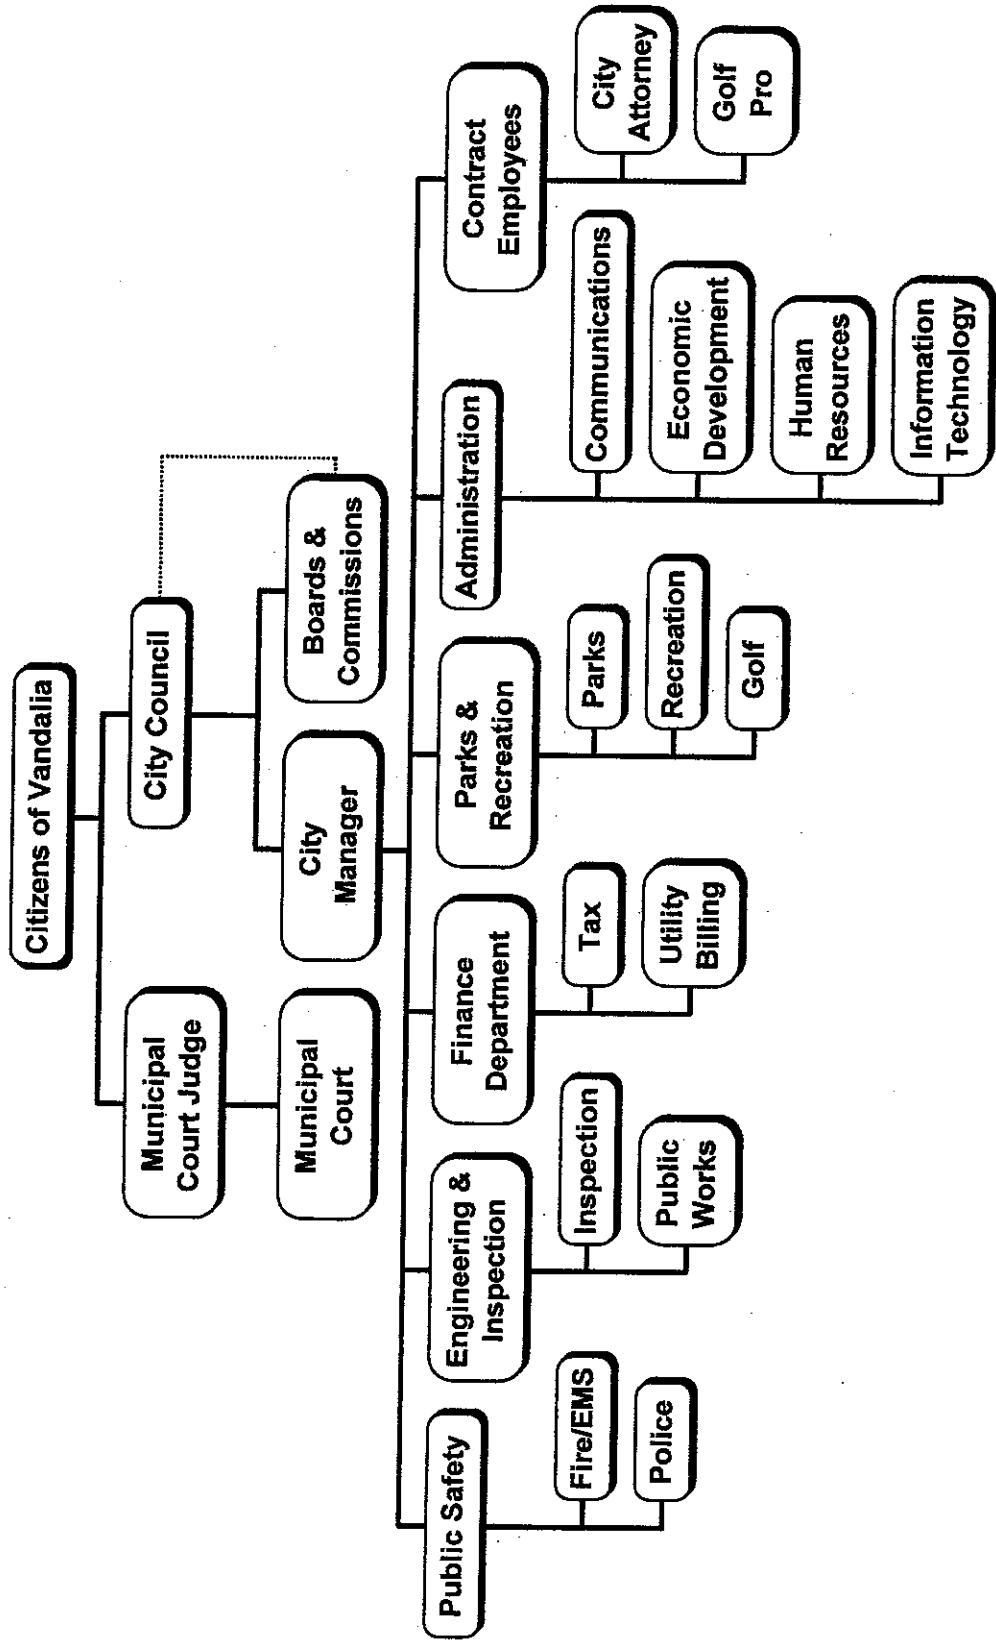 Citizens of Vandalia
Municipal
Court Judge
City Council
Municipal
Court
City
Manager
Boards &
Commissions
Public Safety
Engineering &
Inspection
Finance
Department
Parks &
Recreation
Administration
Contract
Employees
Fire/EMS
Police
Inspection
Public
Works
Tax
Utility
Billing
Parks
Recreation
Golf
Communications
Economic
Development
Human
Resources
Information
Technology
City
Attorney
Golf
Pro